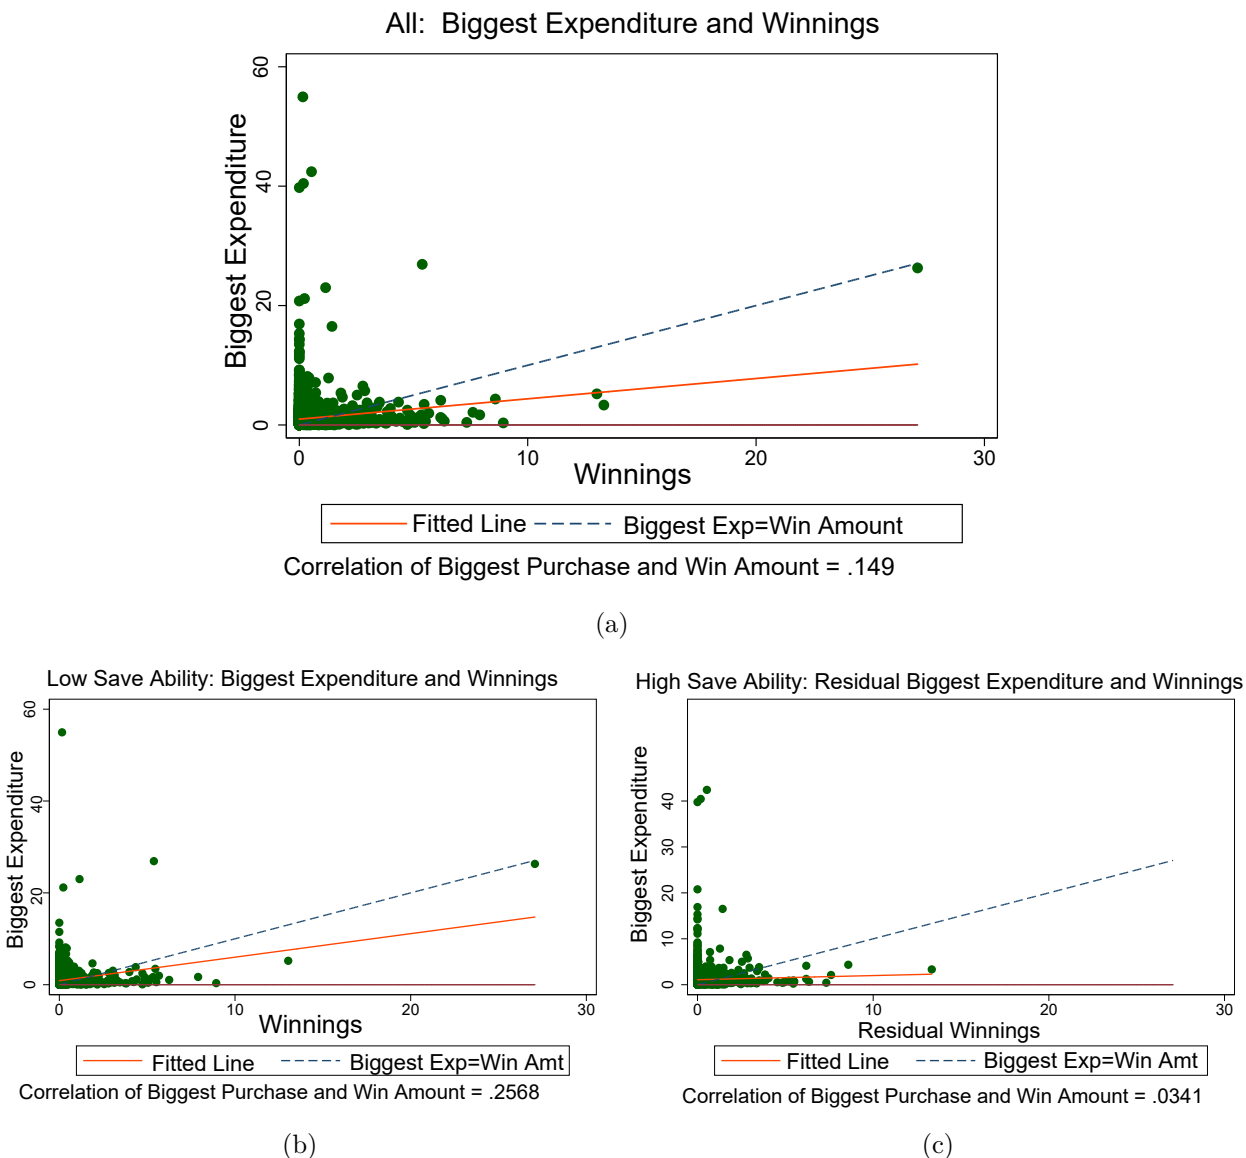 All:  Biggest Expenditure and Winnings
Biggest Expenditure
60
40
20
0
0 10 20 30
Winnings
Fitted Line Biggest Exp=Win Amount
Correlation of Biggest Purchase and Win Amount = .149
(a)
Low Save Ability: Biggest Expenditure and Winnings
Biggest Expenditure
60
40
20
0
0 10 20 30
Winnings
Fitted Line Biggest Exp=Win Amt
Correlation of Biggest Purchase and Win Amount = .2568
(b)
High Save Ability: Residual Biggest Expenditure and Winnings
Biggest Expenditure
40
30
20
10
0
0 10 20 30
Residual Winnings
Fitted Line Biggest Exp=Win Amt
Correlation of Biggest Purchase and Win Amount = .0341
(c)